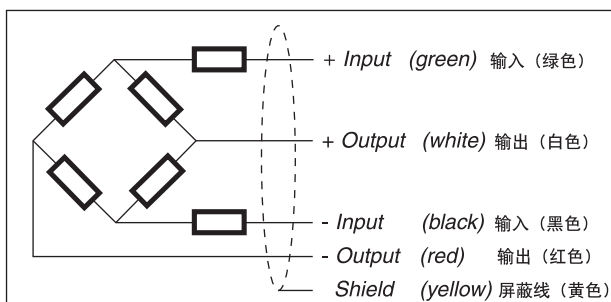 + Input (green) 输入（绿色）
+ Output (white) 输出（白色）
- Input (black) 输入（黑色）
- Output (red) 输出（红色）
Shield (yellow) 屏蔽线（黄色）